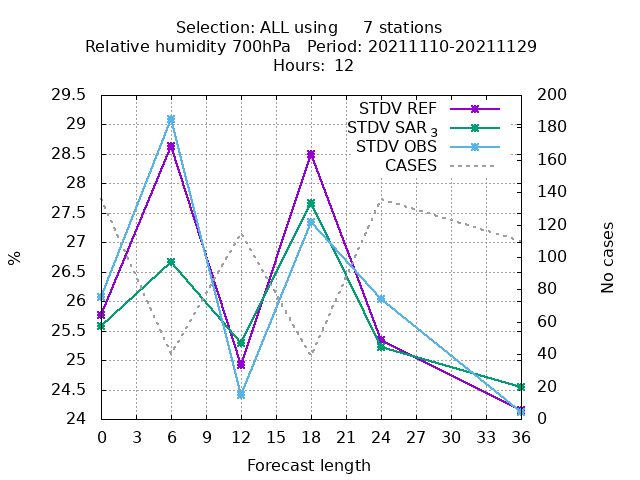 Selection: ALL using     7 stations
Relative humidity 700hPa   Period: 20211110-20211129
Hours: 12
29.5
29
28.5
28
27.5
27
26.5
26
25.5
25
24.5
24
%
STDV REF
STDV SAR 3
STDV OBS
CASES
200
180
160
140
120
100
80
60
40
20
0
No cases
0 3 6 9 12 15 18 21 24 27 30 33 36
Forecast length